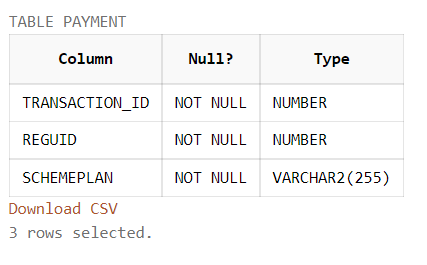 TABLE PAYMENT
Column Null? Type
TRANSACTION_ID NOT NULL NUMBER
REGUID NOT NULL NUMBER
SCHEMEPLAN NOT NULL VARCHAR2(255)
Download CSV
3 rows selected.